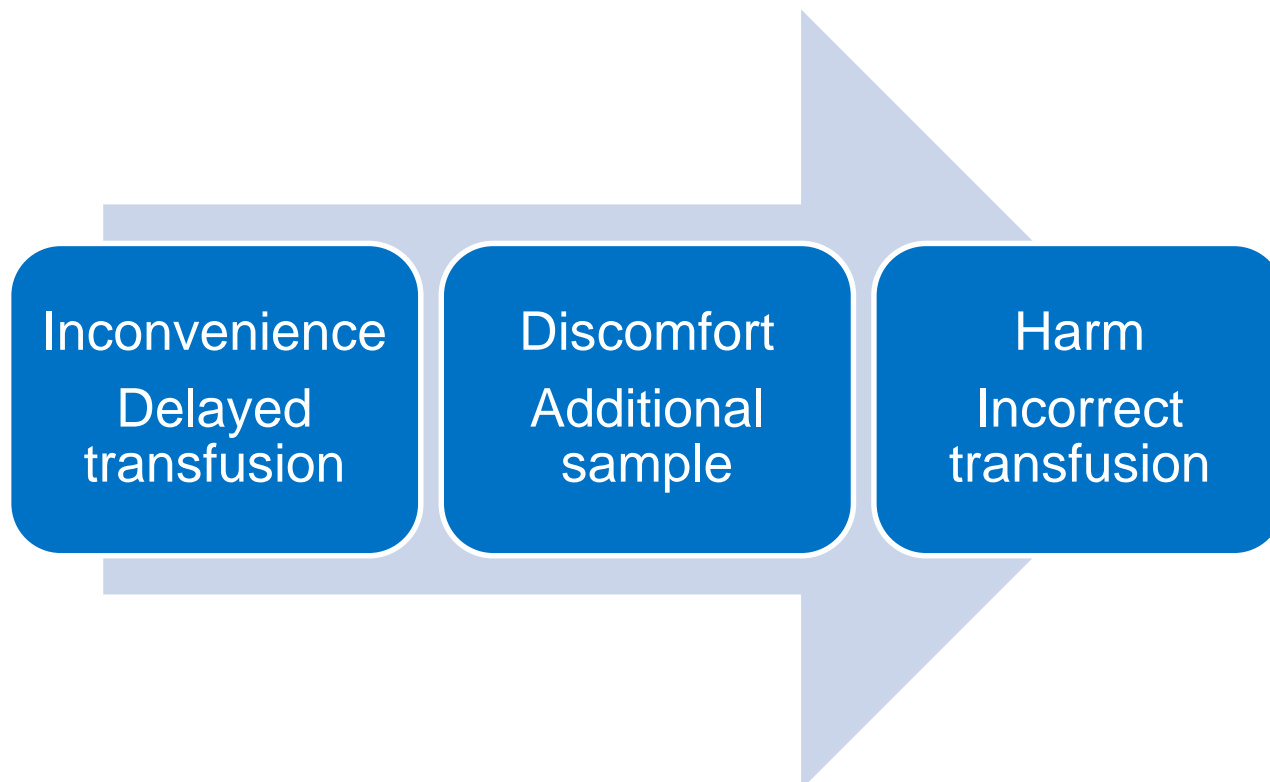 Inconvenience
Delayed
transfusion
Discomfort
Additional
sample
Harm
Incorrect
transfusion